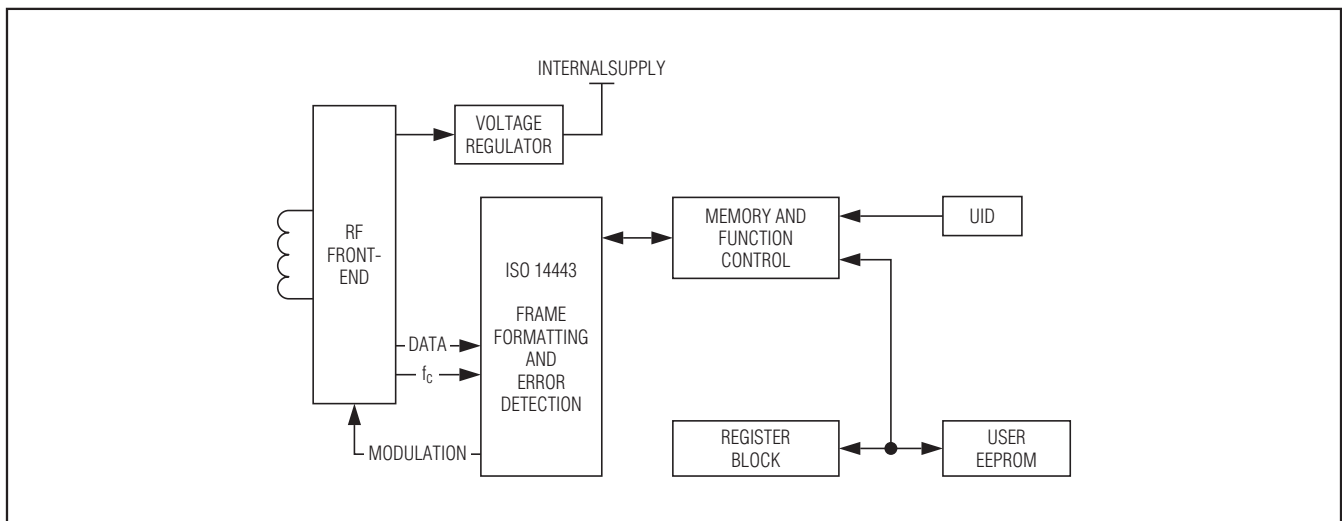 INTERNALSUPPLY
VOLTAGE
REGULATOR
RF
FRONT-
END
ISO 14443
FRAME
FORMATTING
AND
ERROR
DETECTION
MEMORY AND
FUNCTION
CONTROL
UID
DATA
fC
MODULATION
REGISTER
BLOCK
USER
EEPROM